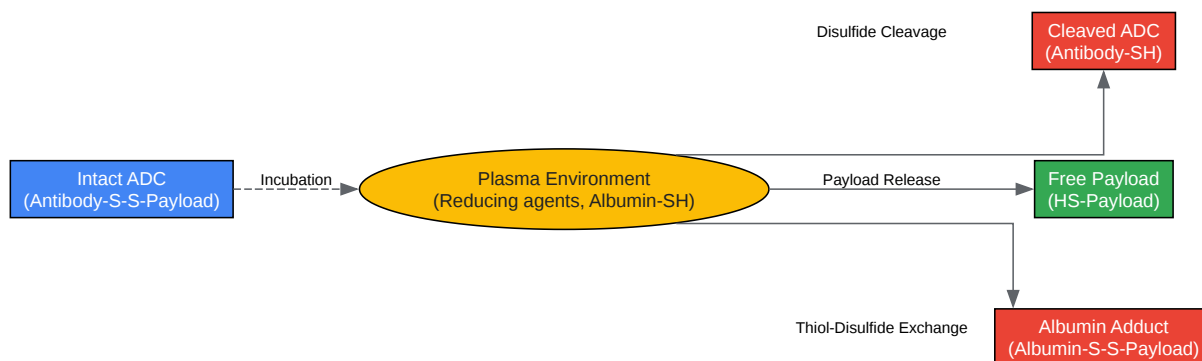 Disulfide Cleavage
Cleaved ADC
(Antibody-SH)
Intact ADC
(Antibody-S-S-Payload)
Incubation
Plasma Environment
(Reducing agents, Albumin-SH)
Payload Release
Free Payload
(HS-Payload)
Thiol-Disulfide Exchange
Albumin Adduct
(Albumin-S-S-Payload)